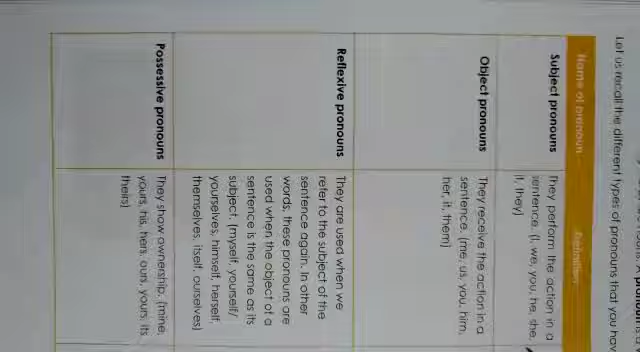 Let us recall the different types of pronouns that you hav
Name of pronoun
Definition
Subject pronouns
They perform the action in a
sentence. (I, we, you, he, she,
it, they)
Object pronouns
They receive the action in a
sentence. (me, us, you, him,
her, it, them)
Reflexive pronouns
They are used when we
refer to the subject of the
sentence again. In other
words, these pronouns are
used when the object of a
sentence is the same as its
subject. (myself, yourself/
yourselves, himself, herself,
themselves, itself, ourselves)
Possessive pronouns
They show ownership. (mine,
yours, his, hers, ours, yours, its,
theirs)